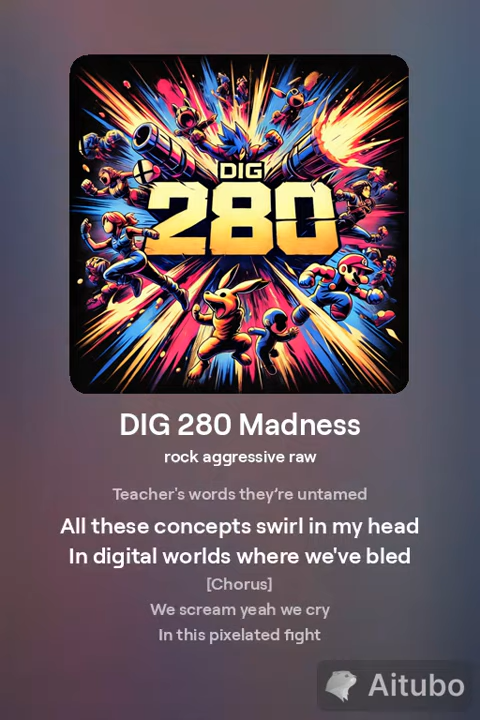 DIG
280
DIG 280 Madness
rock aggressive raw
Teacher's words they’re untamed
All these concepts swirl in my head
In digital worlds where we've bled
[Chorus]
We scream yeah we cry
In this pixelated fight
Aitubo